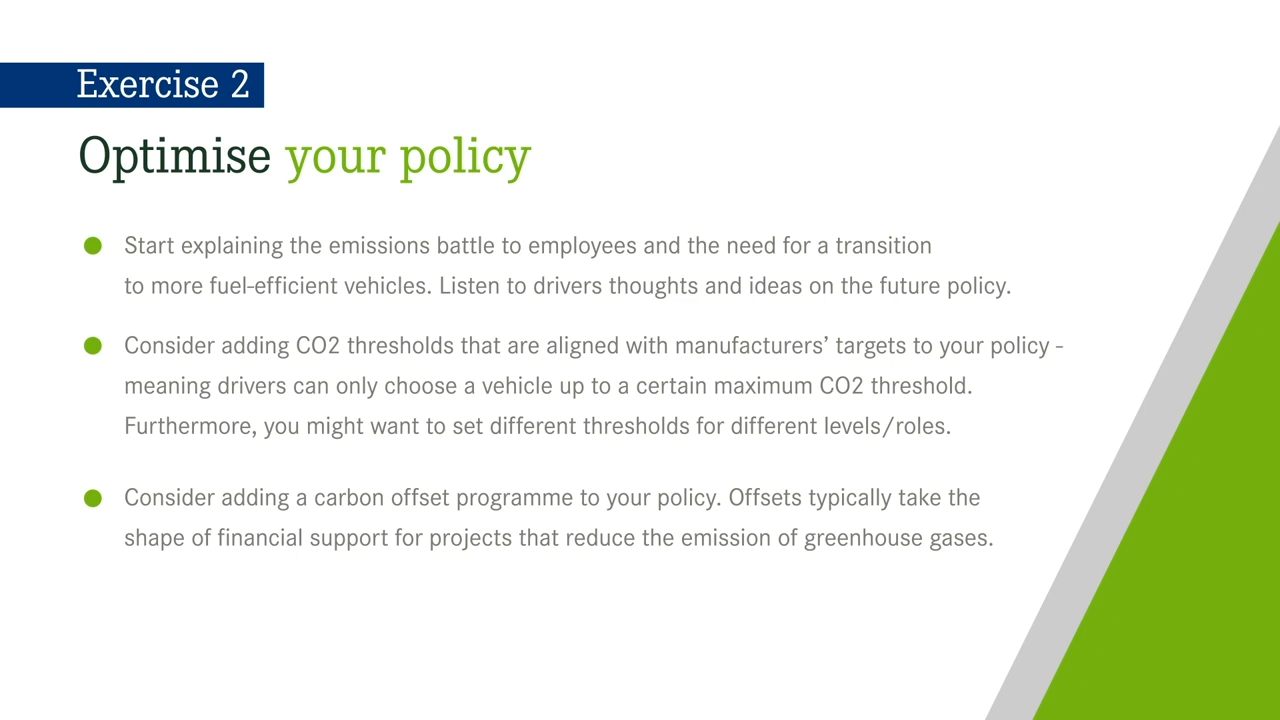 Exercise 2
Optimise your policy
Start explaining the emissions battle to employees and the need for a transition
to more fuel-efficient vehicles. Listen to drivers thoughts and ideas on the future policy.
Consider adding CO2 thresholds that are aligned with manufacturers’ targets to your policy -
meaning drivers can only choose a vehicle up to a certain maximum CO2 threshold.
Furthermore, you might want to set different thresholds for different levels/roles.
Consider adding a carbon offset programme to your policy. Offsets typically take the
shape of financial support for projects that reduce the emission of greenhouse gases.